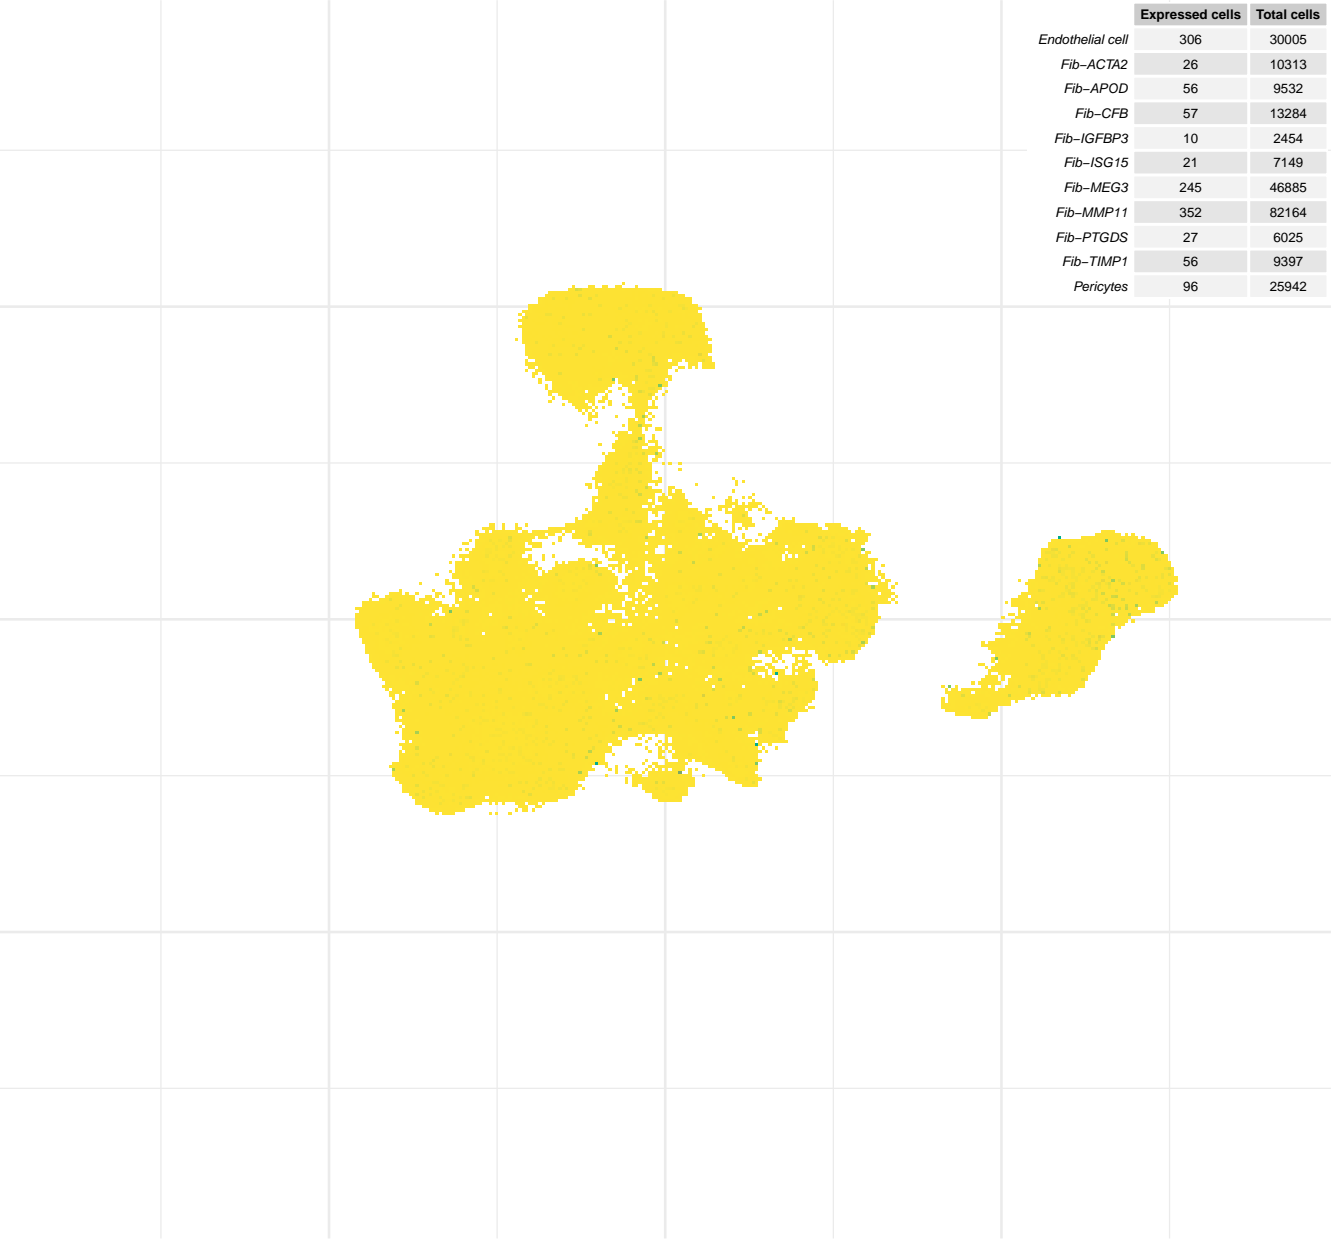 Expressed cells Total cells
Endothelial cell 306 30005
Fib−ACTA2 26 10313
Fib−APOD 56 9532
Fib−CFB 57 13284
Fib−IGFBP3 10 2454
Fib−ISG15 21 7149
Fib−MEG3 245 46885
Fib−MMP11 352 82164
Fib−PTGDS 27 6025
Fib−TIMP1 56 9397
Pericytes 96 25942